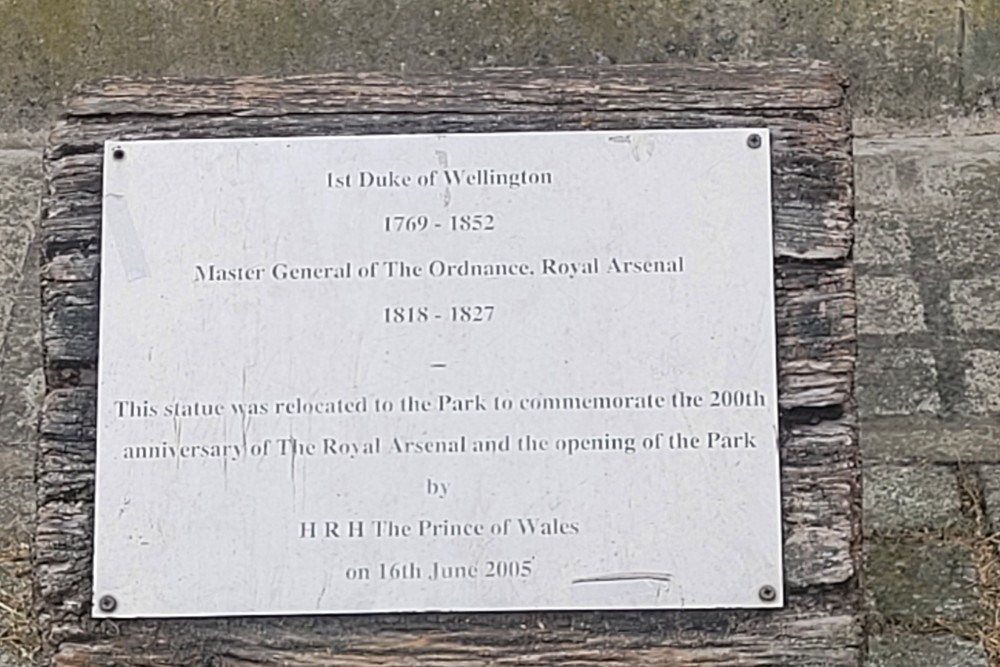 1st Duke of Wellington
1769 - 1852
Master General of The Ordnance, Royal Arsenal
1818 - 1827
–
This statue was relocated to the Park to commemorate the 200th
anniversary of The Royal Arsenal and the opening of the Park
by
H R H The Prince of Wales
on 16th June 2005